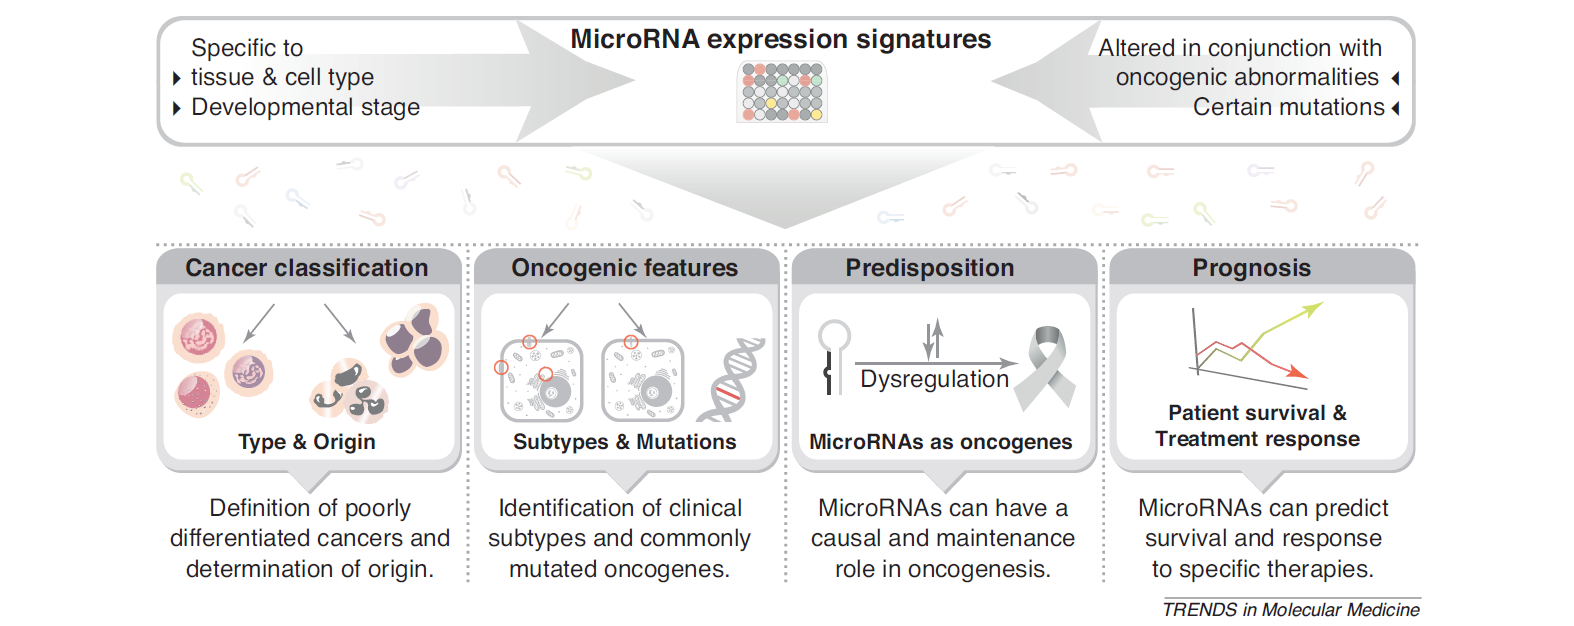 MicroRNA expression signatures
Specific to
tissue & cell type
Developmental stage
Altered in conjunction with
oncogenic abnormalities
Certain mutations
Cancer classification
Type & Origin
Definition of poorly
differentiated cancers and
determination of origin.
Oncogenic features
Subtypes & Mutations
Identification of clinical
subtypes and commonly
mutated oncogenes.
Predisposition
Dysregulation
MicroRNAs as oncogenes
MicroRNAs can have a
causal and maintenance
role in oncogenesis.
Prognosis
Patient survival &
Treatment response
MicroRNAs can predict
survival and response
to specific therapies.
TRENDS in Molecular Medicine